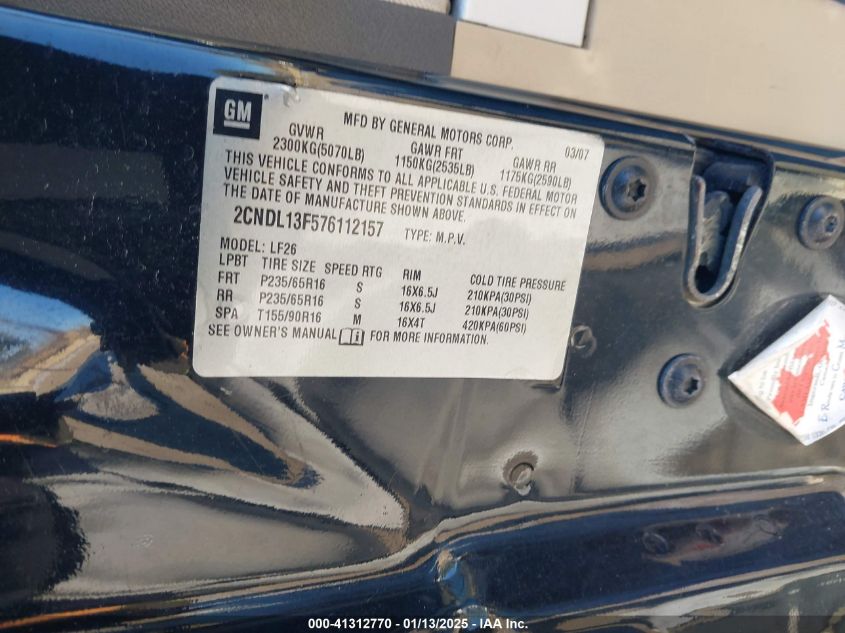 GM
MFD BY GENERAL MOTORS CORP. 03/07
GVWR GAWR FRT GAWR RR
2300KG(5070LB) 1150KG(2535LB) 1175KG(2590LB)
THIS VEHICLE CONFORMS TO ALL APPLICABLE U.S. FEDERAL MOTOR
VEHICLE SAFETY AND THEFT PREVENTION STANDARDS IN EFFECT ON
THE DATE OF MANUFACTURE SHOWN ABOVE.
2CNDL13F576112157 TYPE: M.P.V.
MODEL: LF26
LPBT TIRE SIZE SPEED RTG RIM COLD TIRE PRESSURE
FRT P235/65R16 S 16X6.5J 210KPA(30PSI)
RR P235/65R16 S 16X6.5J 210KPA(30PSI)
SPA T155/90R16 M 16X4T 420KPA(60PSI)
SEE OWNER'S MANUAL FOR MORE INFORMATION.
000-41312770 - 01/13/2025 - IAA Inc.